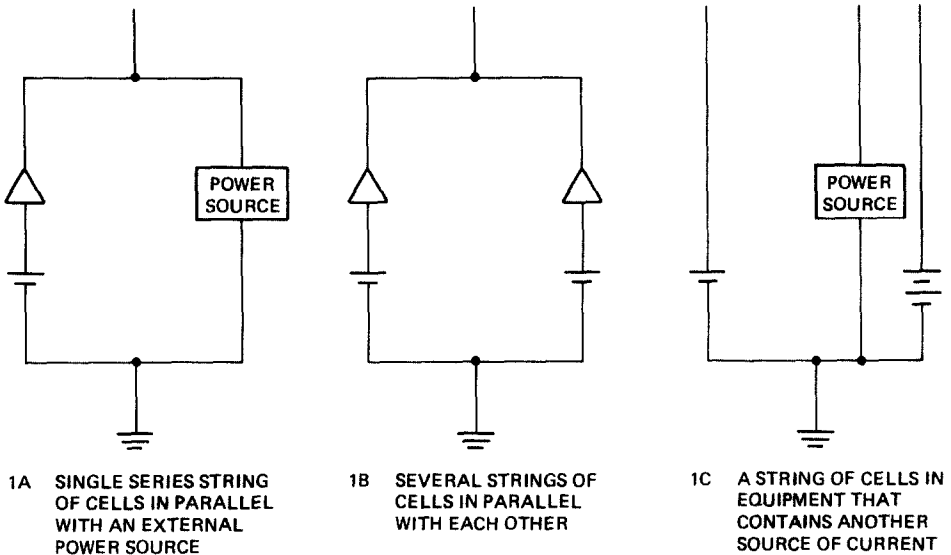 POWER
SOURCE
POWER
SOURCE
1A SINGLE SERIES STRING
OF CELLS IN PARALLEL
WITH AN EXTERNAL
POWER SOURCE
1B SEVERAL STRINGS OF
CELLS IN PARALLEL
WITH EACH OTHER
1C A STRING OF CELLS IN
EQUIPMENT THAT
CONTAINS ANOTHER
SOURCE OF CURRENT